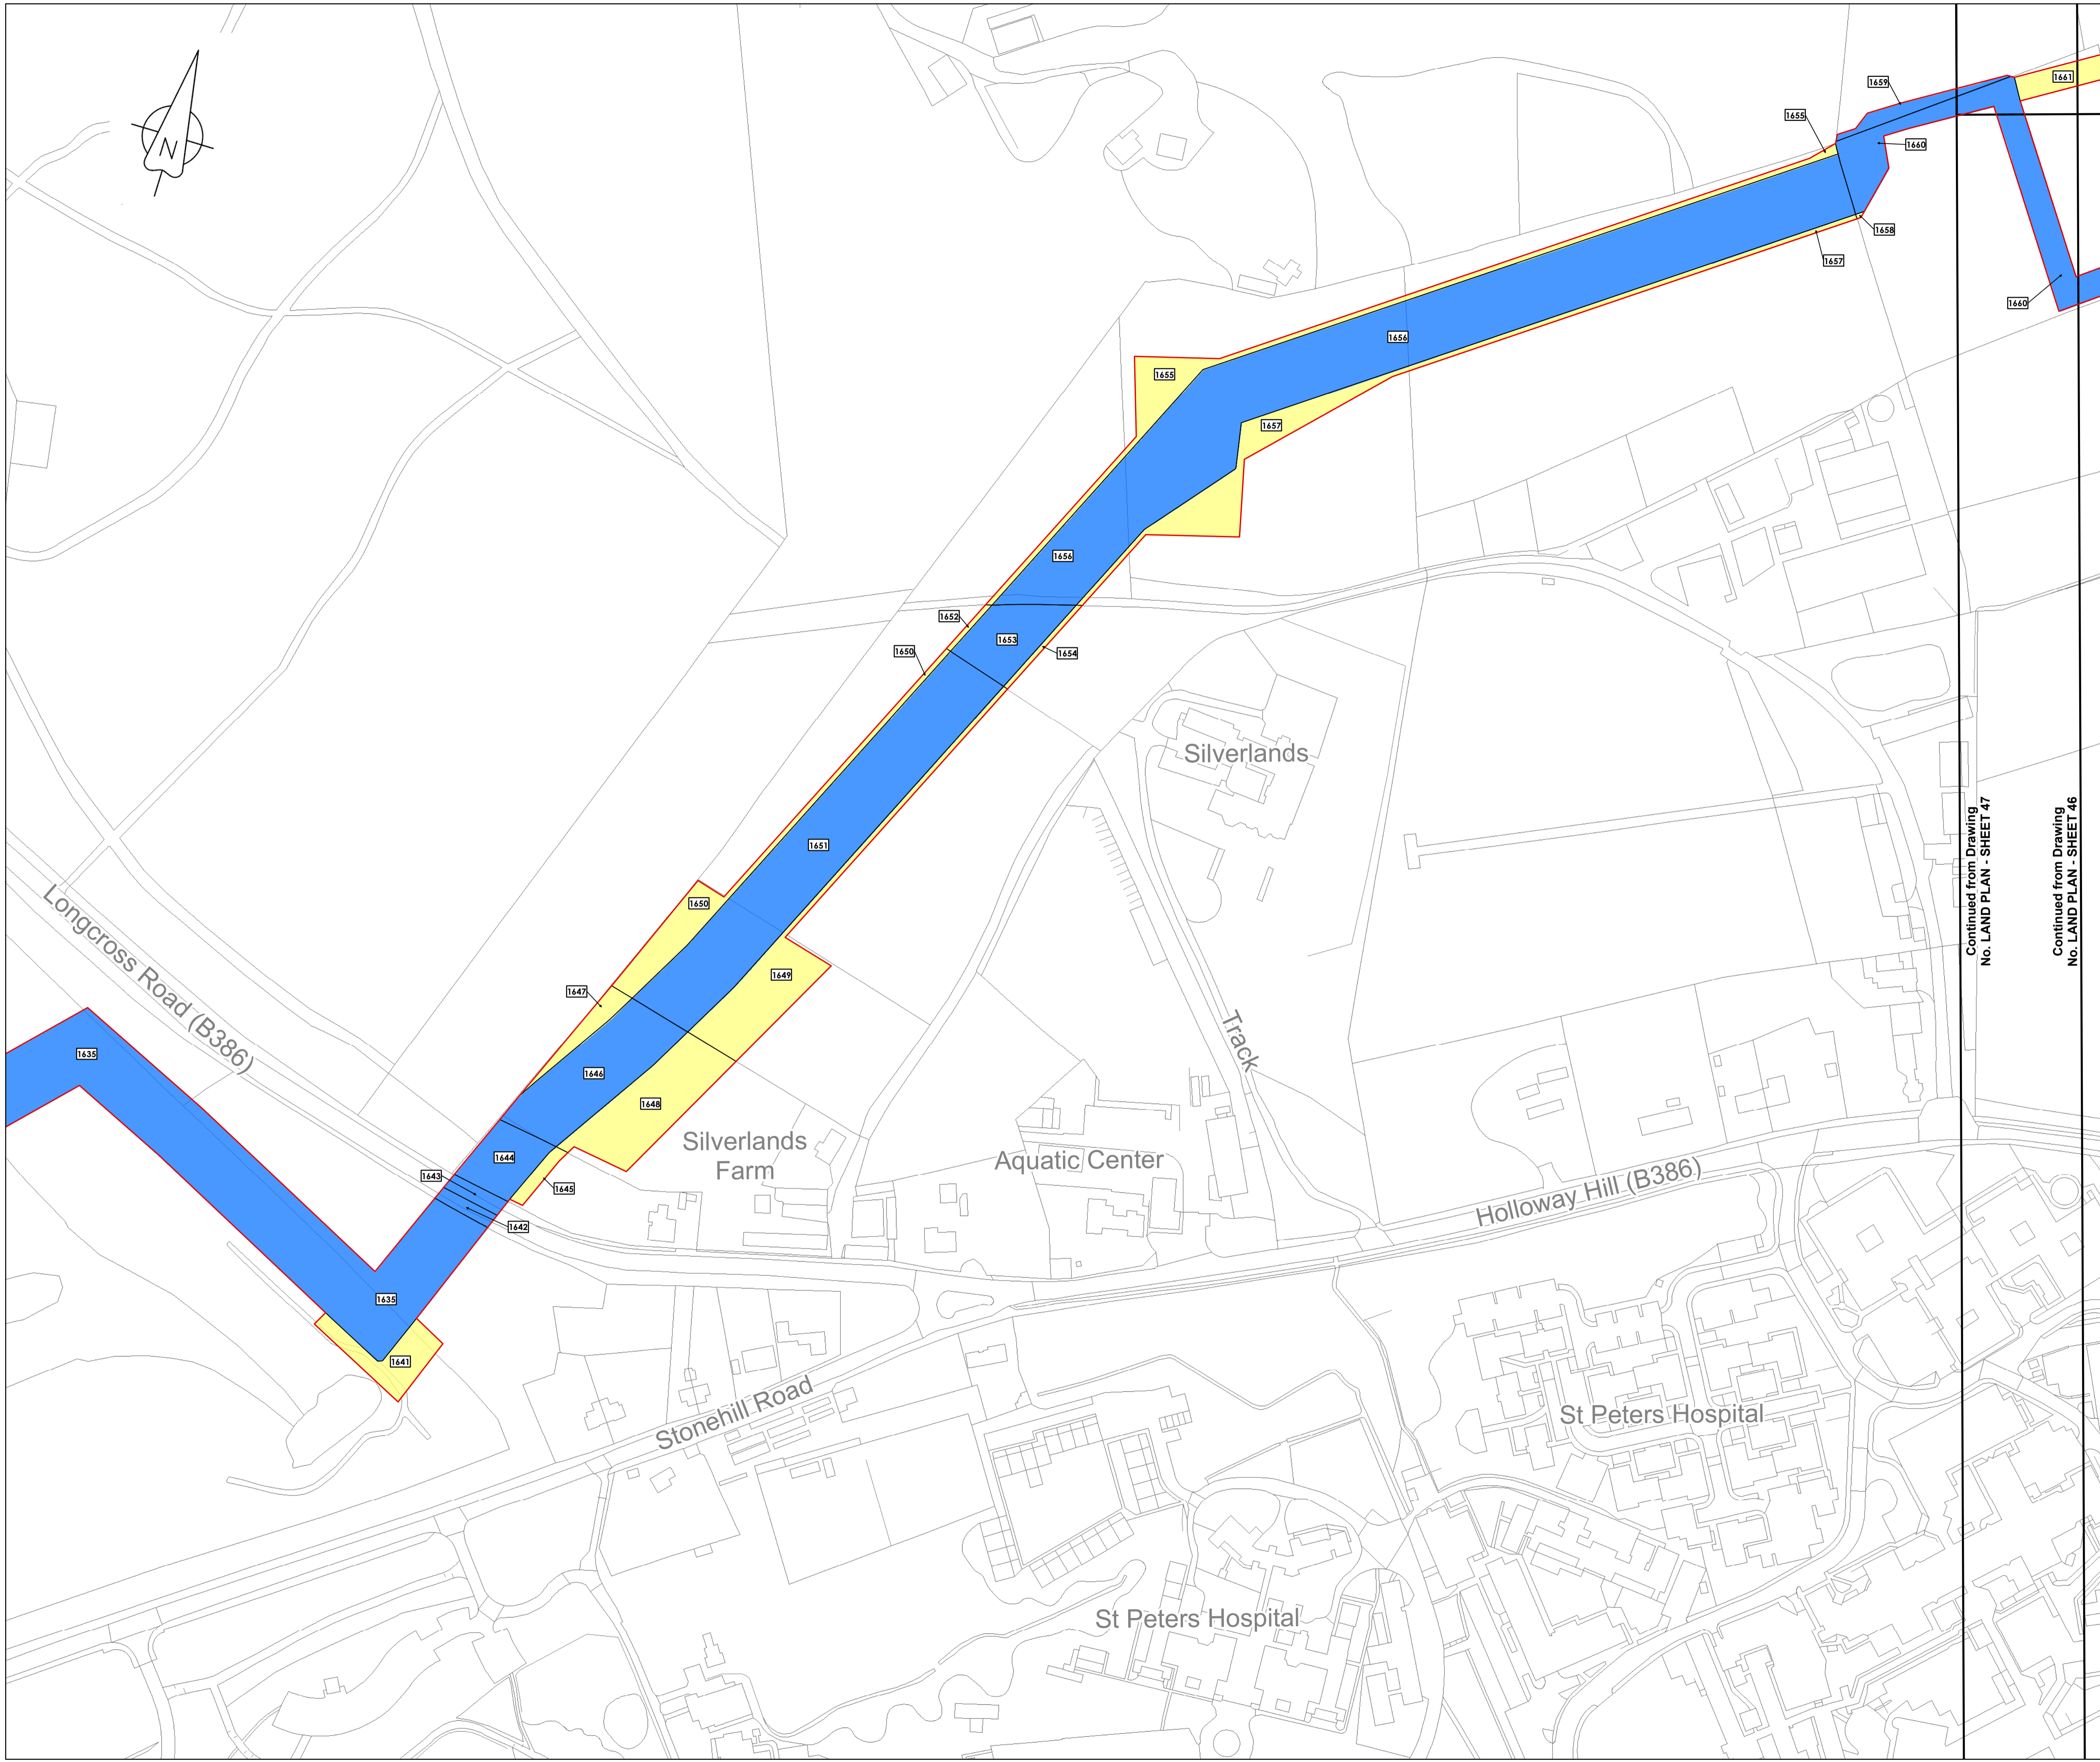 N
1661
1659
1655
1660
1658
1657
1660
1656
1655
1657
1656
1652
1653
1650
1654
Silverlands
Continued from Drawing
No. LAND PLAN - SHEET 47
Continued from Drawing
No. LAND PLAN - SHEET 46
1651
1650
Longcross Road (B386)
1649
1647
Track
1635
1646
1648
Silverlands
Farm
Aquatic Center
1644
1643
1645
Holloway Hill (B386)
1642
1635
1641
Stonehill Road
St Peters Hospital
St Peters Hospital